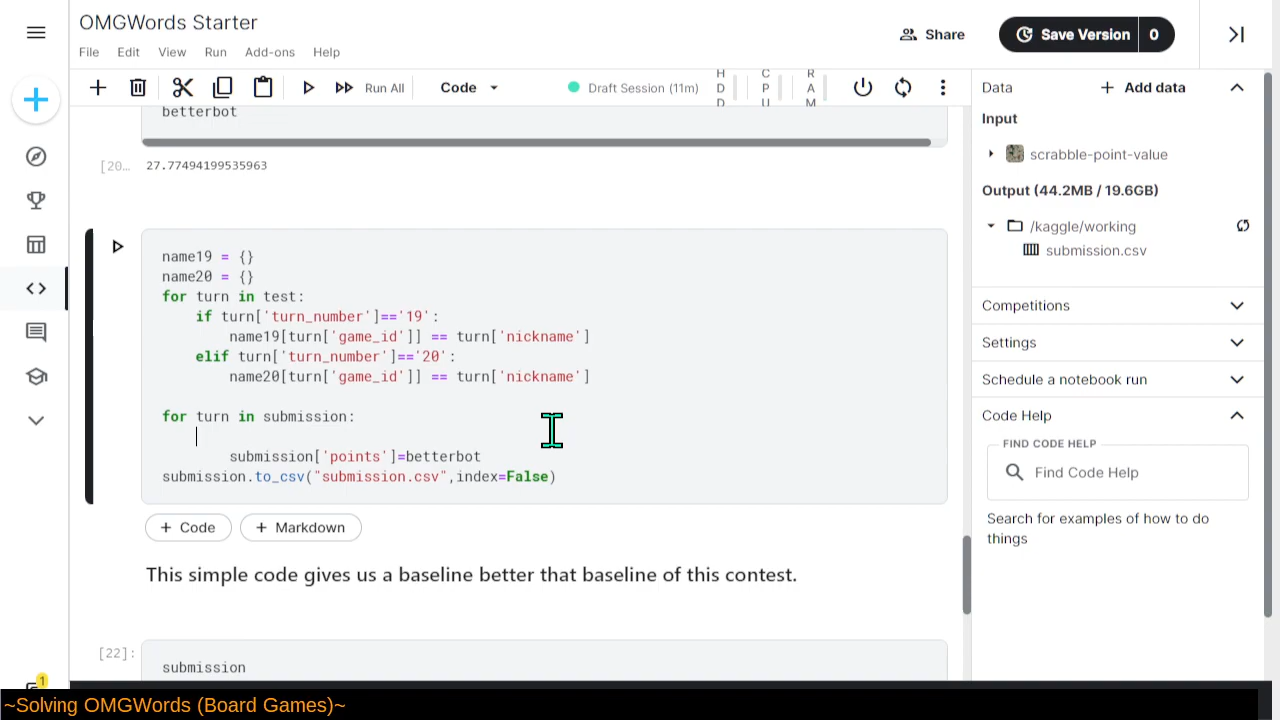 OMGWords Starter
File Edit View Run Add-ons Help
Share
Save Version 0
Run All
Code
Draft Session (11m)
HDD
CPU
RAM
betterbot
[20…
27.77494199535963
name19 = {}
name20 = {}
for turn in test:
    if turn['turn_number']=='19':
        name19[turn['game_id']] == turn['nickname']
    elif turn['turn_number']=='20':
        name20[turn['game_id']] == turn['nickname']
for turn in submission:
        submission['points']=betterbot
submission.to_csv("submission.csv",index=False)
+ Code
+ Markdown
This simple code gives us a baseline better that baseline of this contest.
[22]:
submission
Data
+ Add data
Input
scrabble-point-value
Output (44.2MB / 19.6GB)
/kaggle/working
submission.csv
Competitions
Settings
Schedule a notebook run
Code Help
FIND CODE HELP
Find Code Help
Search for examples of how to do
things
1
~Solving OMGWords (Board Games)~